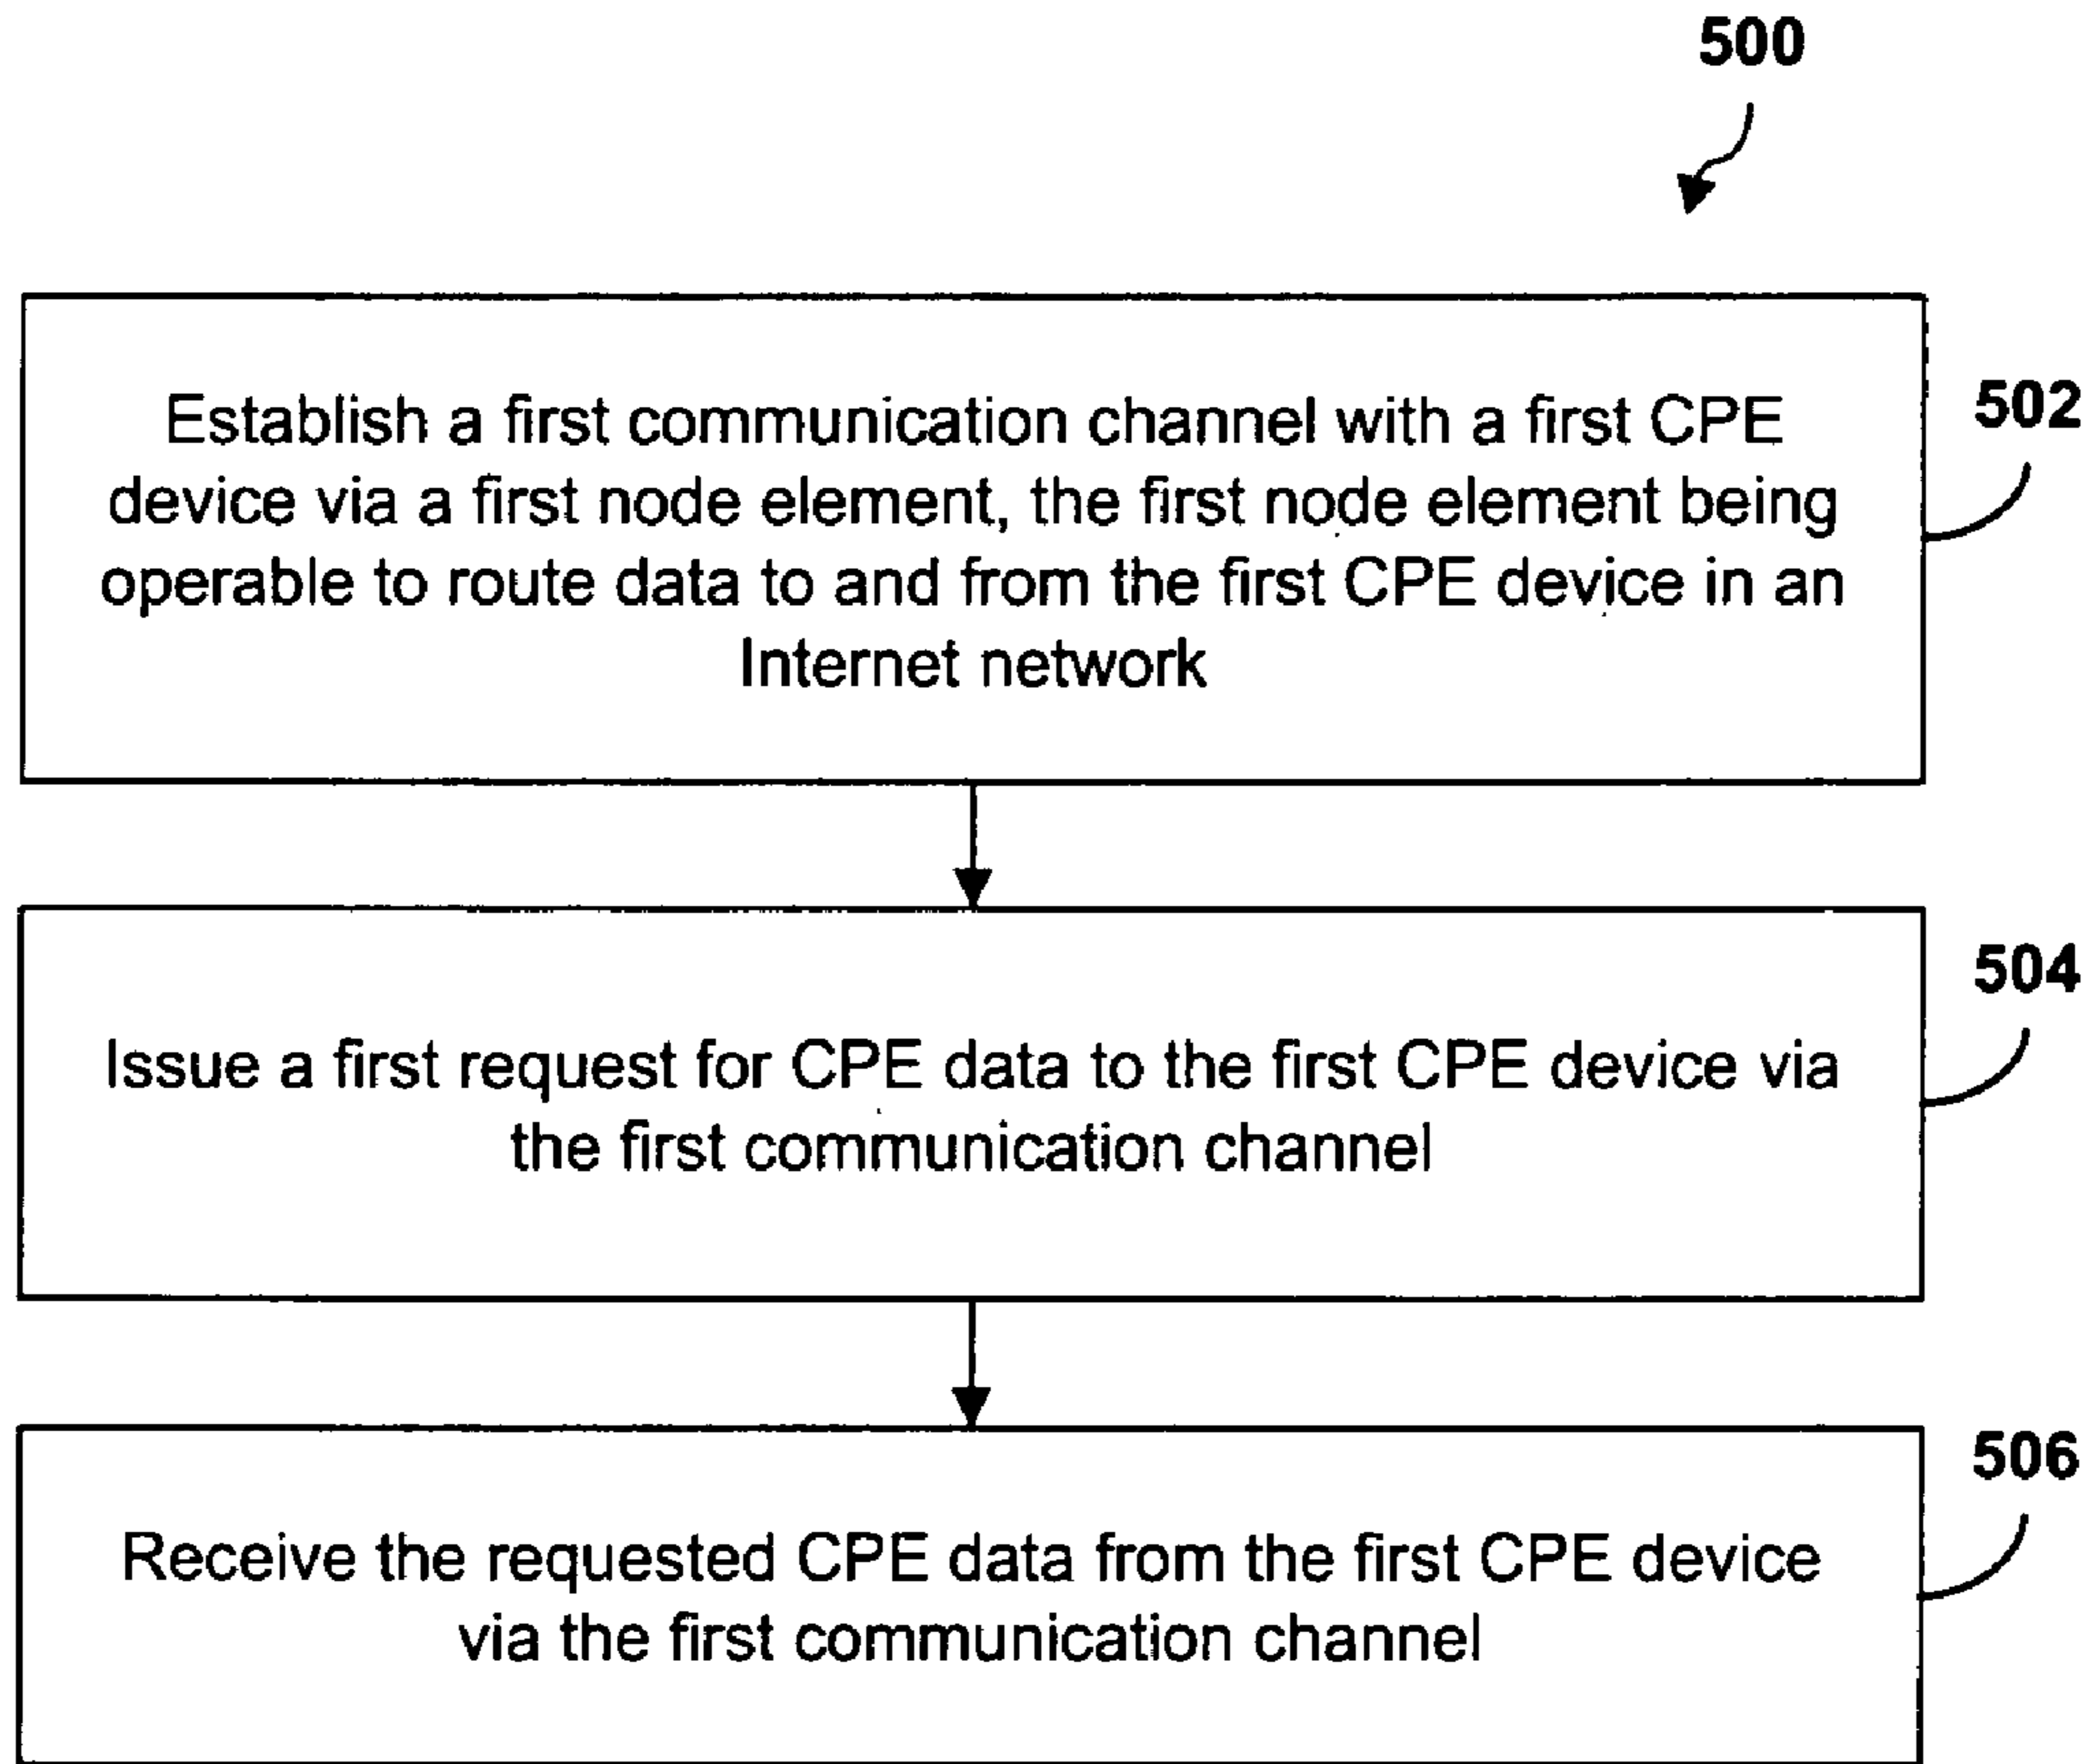 500
Establish a first communication channel with a first CPE
device via a first node element, the first node element being
operable to route data to and from the first CPE device in an
Internet network
502
Issue a first request for CPE data to the first CPE device via
the first communication channel
504
Receive the requested CPE data from the first CPE device
via the first communication channel
506